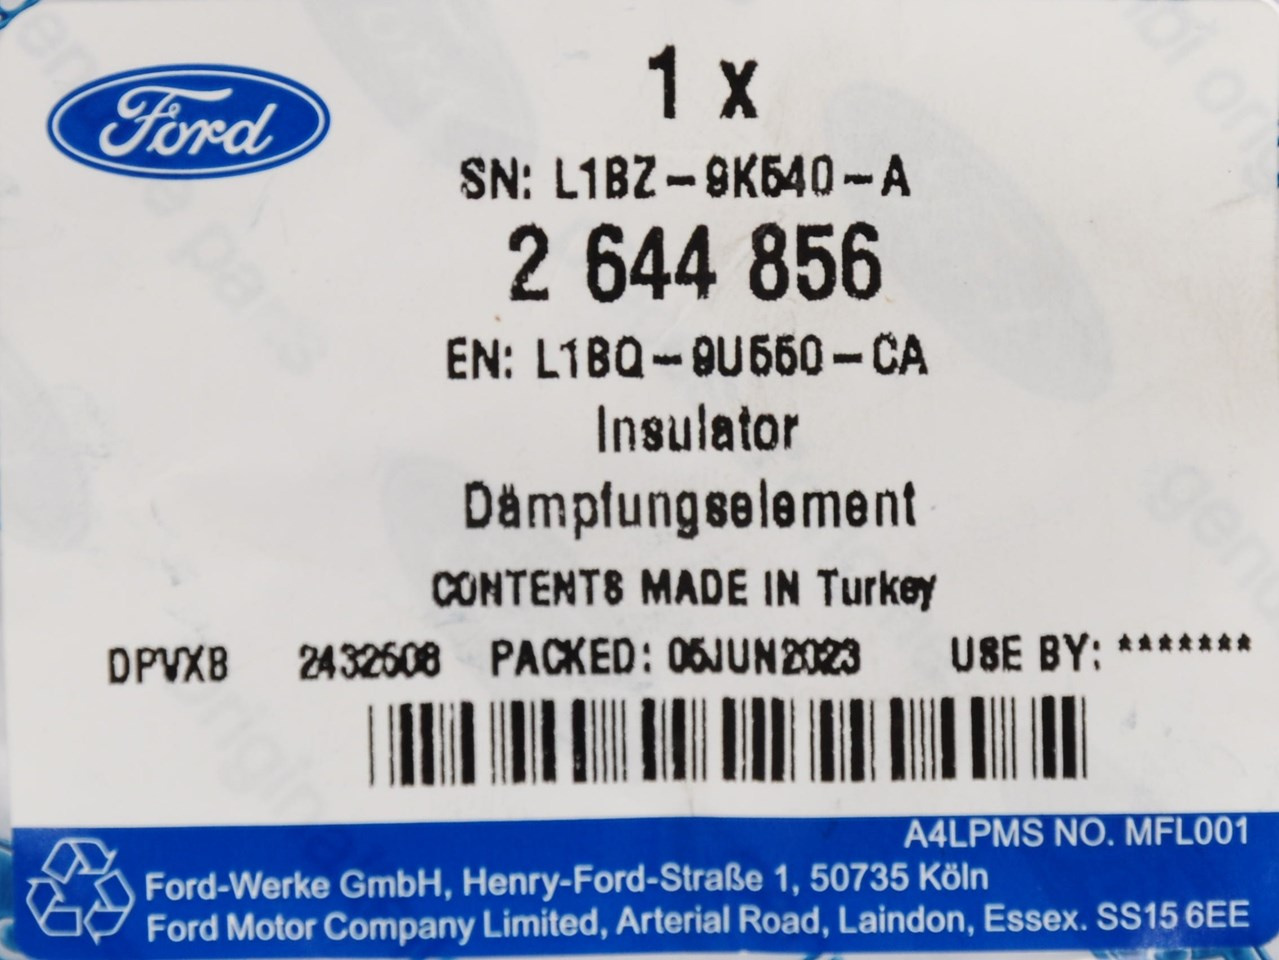 Ford
1 x
SN: L1BZ-9K540-A
2 644 856
EN: L1BQ-9U550-CA
Insulator
Dämpfungselement
CONTENTS MADE IN Turkey
DPVXB 2432508 PACKED: 05JUN2023 USE BY: *******
A4LPMS NO. MFL001
Ford-Werke GmbH, Henry-Ford-Straße 1, 50735 Köln
Ford Motor Company Limited, Arterial Road, Laindon, Essex. SS15 6EE